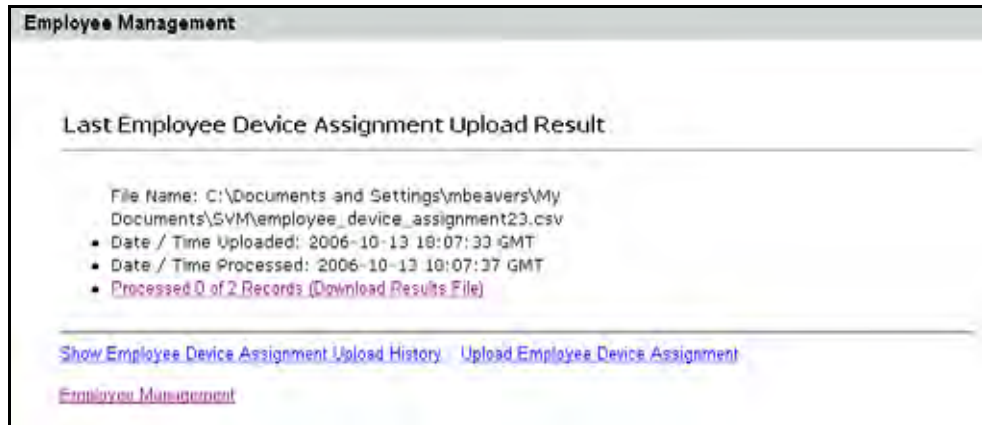 Employee Management
Last Employee Device Assignment Upload Result
File Name: C:\Documents and Settings\mbeavers\My
Documents\SVM\employee_device_assignment23.csv
• Date / Time Uploaded: 2006-10-13 18:07:33 GMT
• Date / Time Processed: 2006-10-13 18:07:37 GMT
• Processed 0 of 2 Records (Download Results File)
Show Employee Device Assignment Upload History Upload Employee Device Assignment
Employee Management